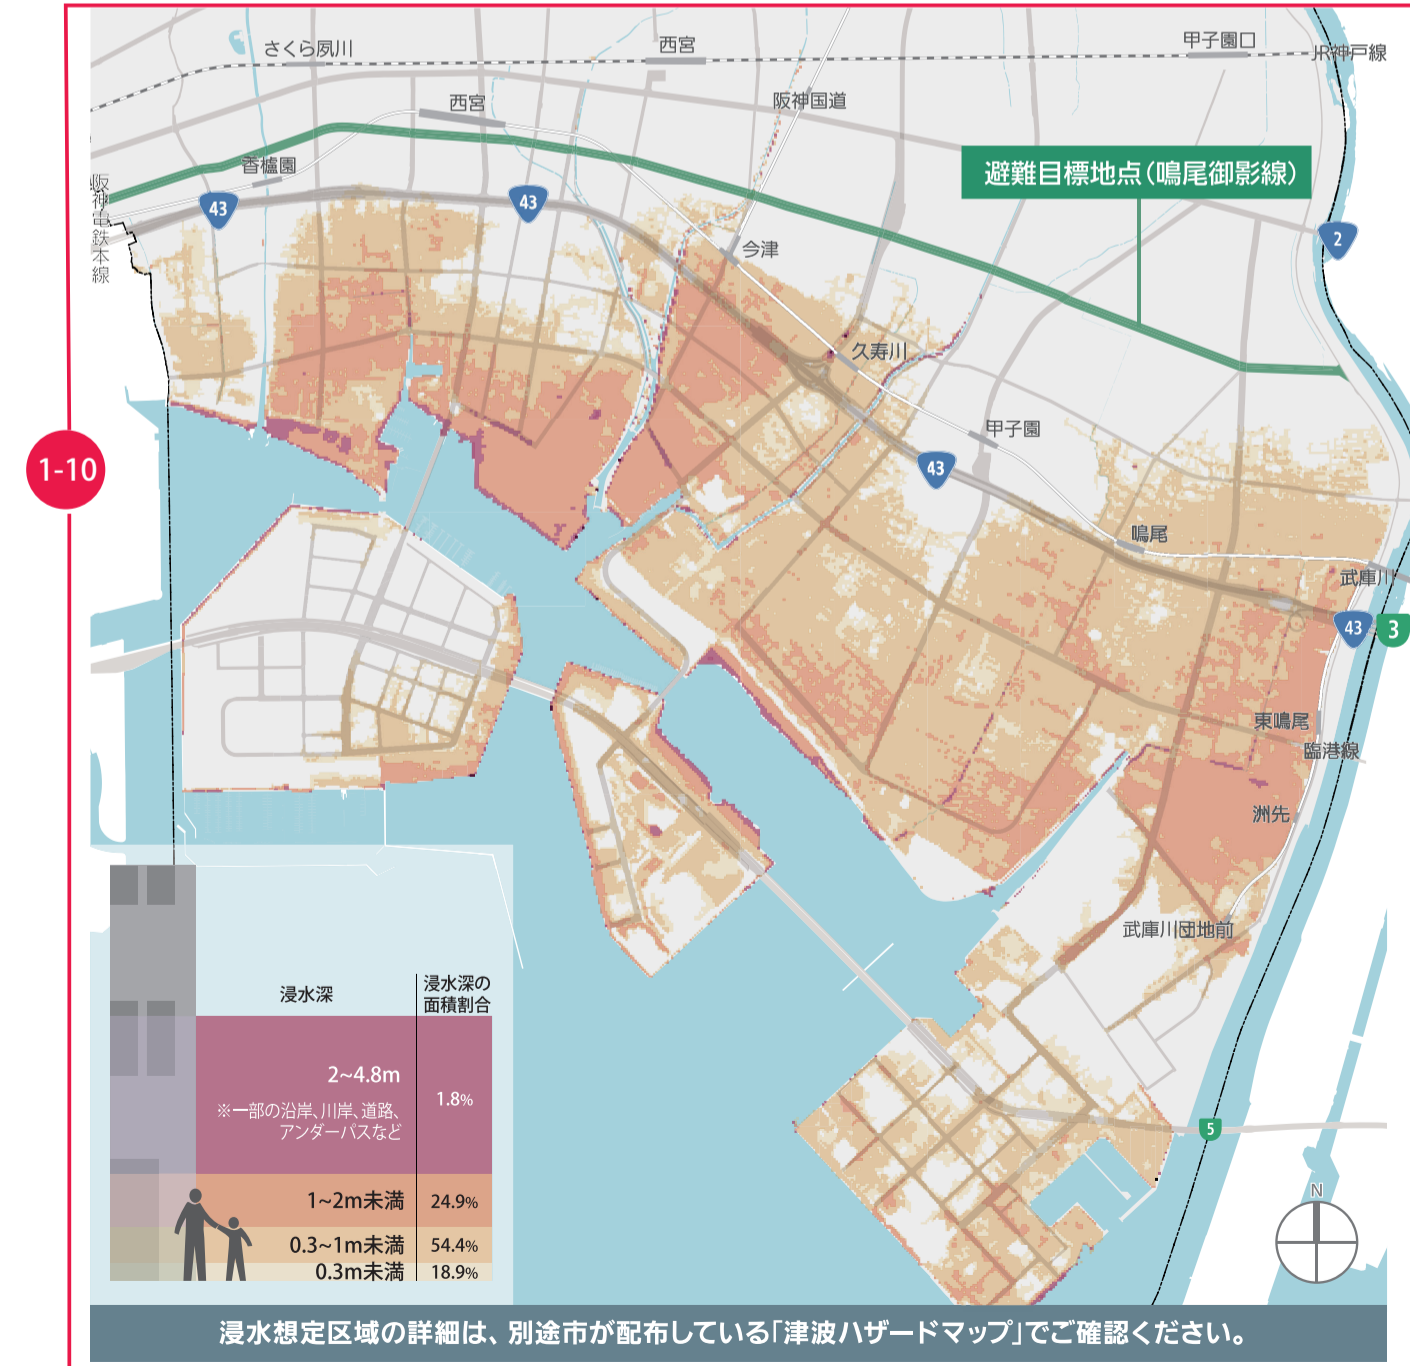 さくら夙川
西宮
甲子園口
JR神戸線
西宮
阪神国道
香櫨園
避難目標地点(鳴尾御影線)
阪神電鉄本線
43
43
2
今津
久寿川
甲子園
43
1-10
鳴尾
武庫川
43
3
東鳴尾
臨港線
洲先
武庫川団地前
浸水深
浸水深の
面積割合
2~4.8m
1.8%
※一部の沿岸、川岸、道路、
アンダーパスなど
1~2m未満
24.9%
0.3~1m未満
54.4%
0.3m未満
18.9%
5
N
浸水想定区域の詳細は、別途市が配布している「津波ハザードマップ」でご確認ください。